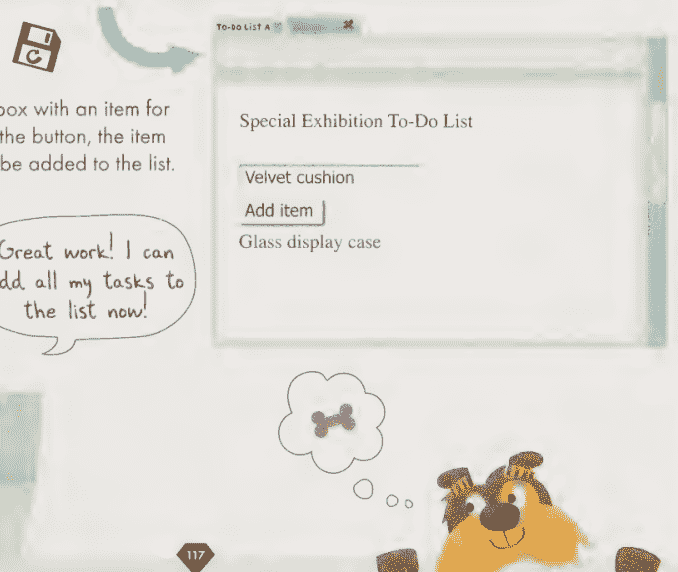 box with an item for
the button, the item
be added to the list.
Great work! I can
dd all my tasks to
the list now!
TO-DO LIST A
Special Exhibition To-Do List
Velvet cushion
Add item
Glass display case
117